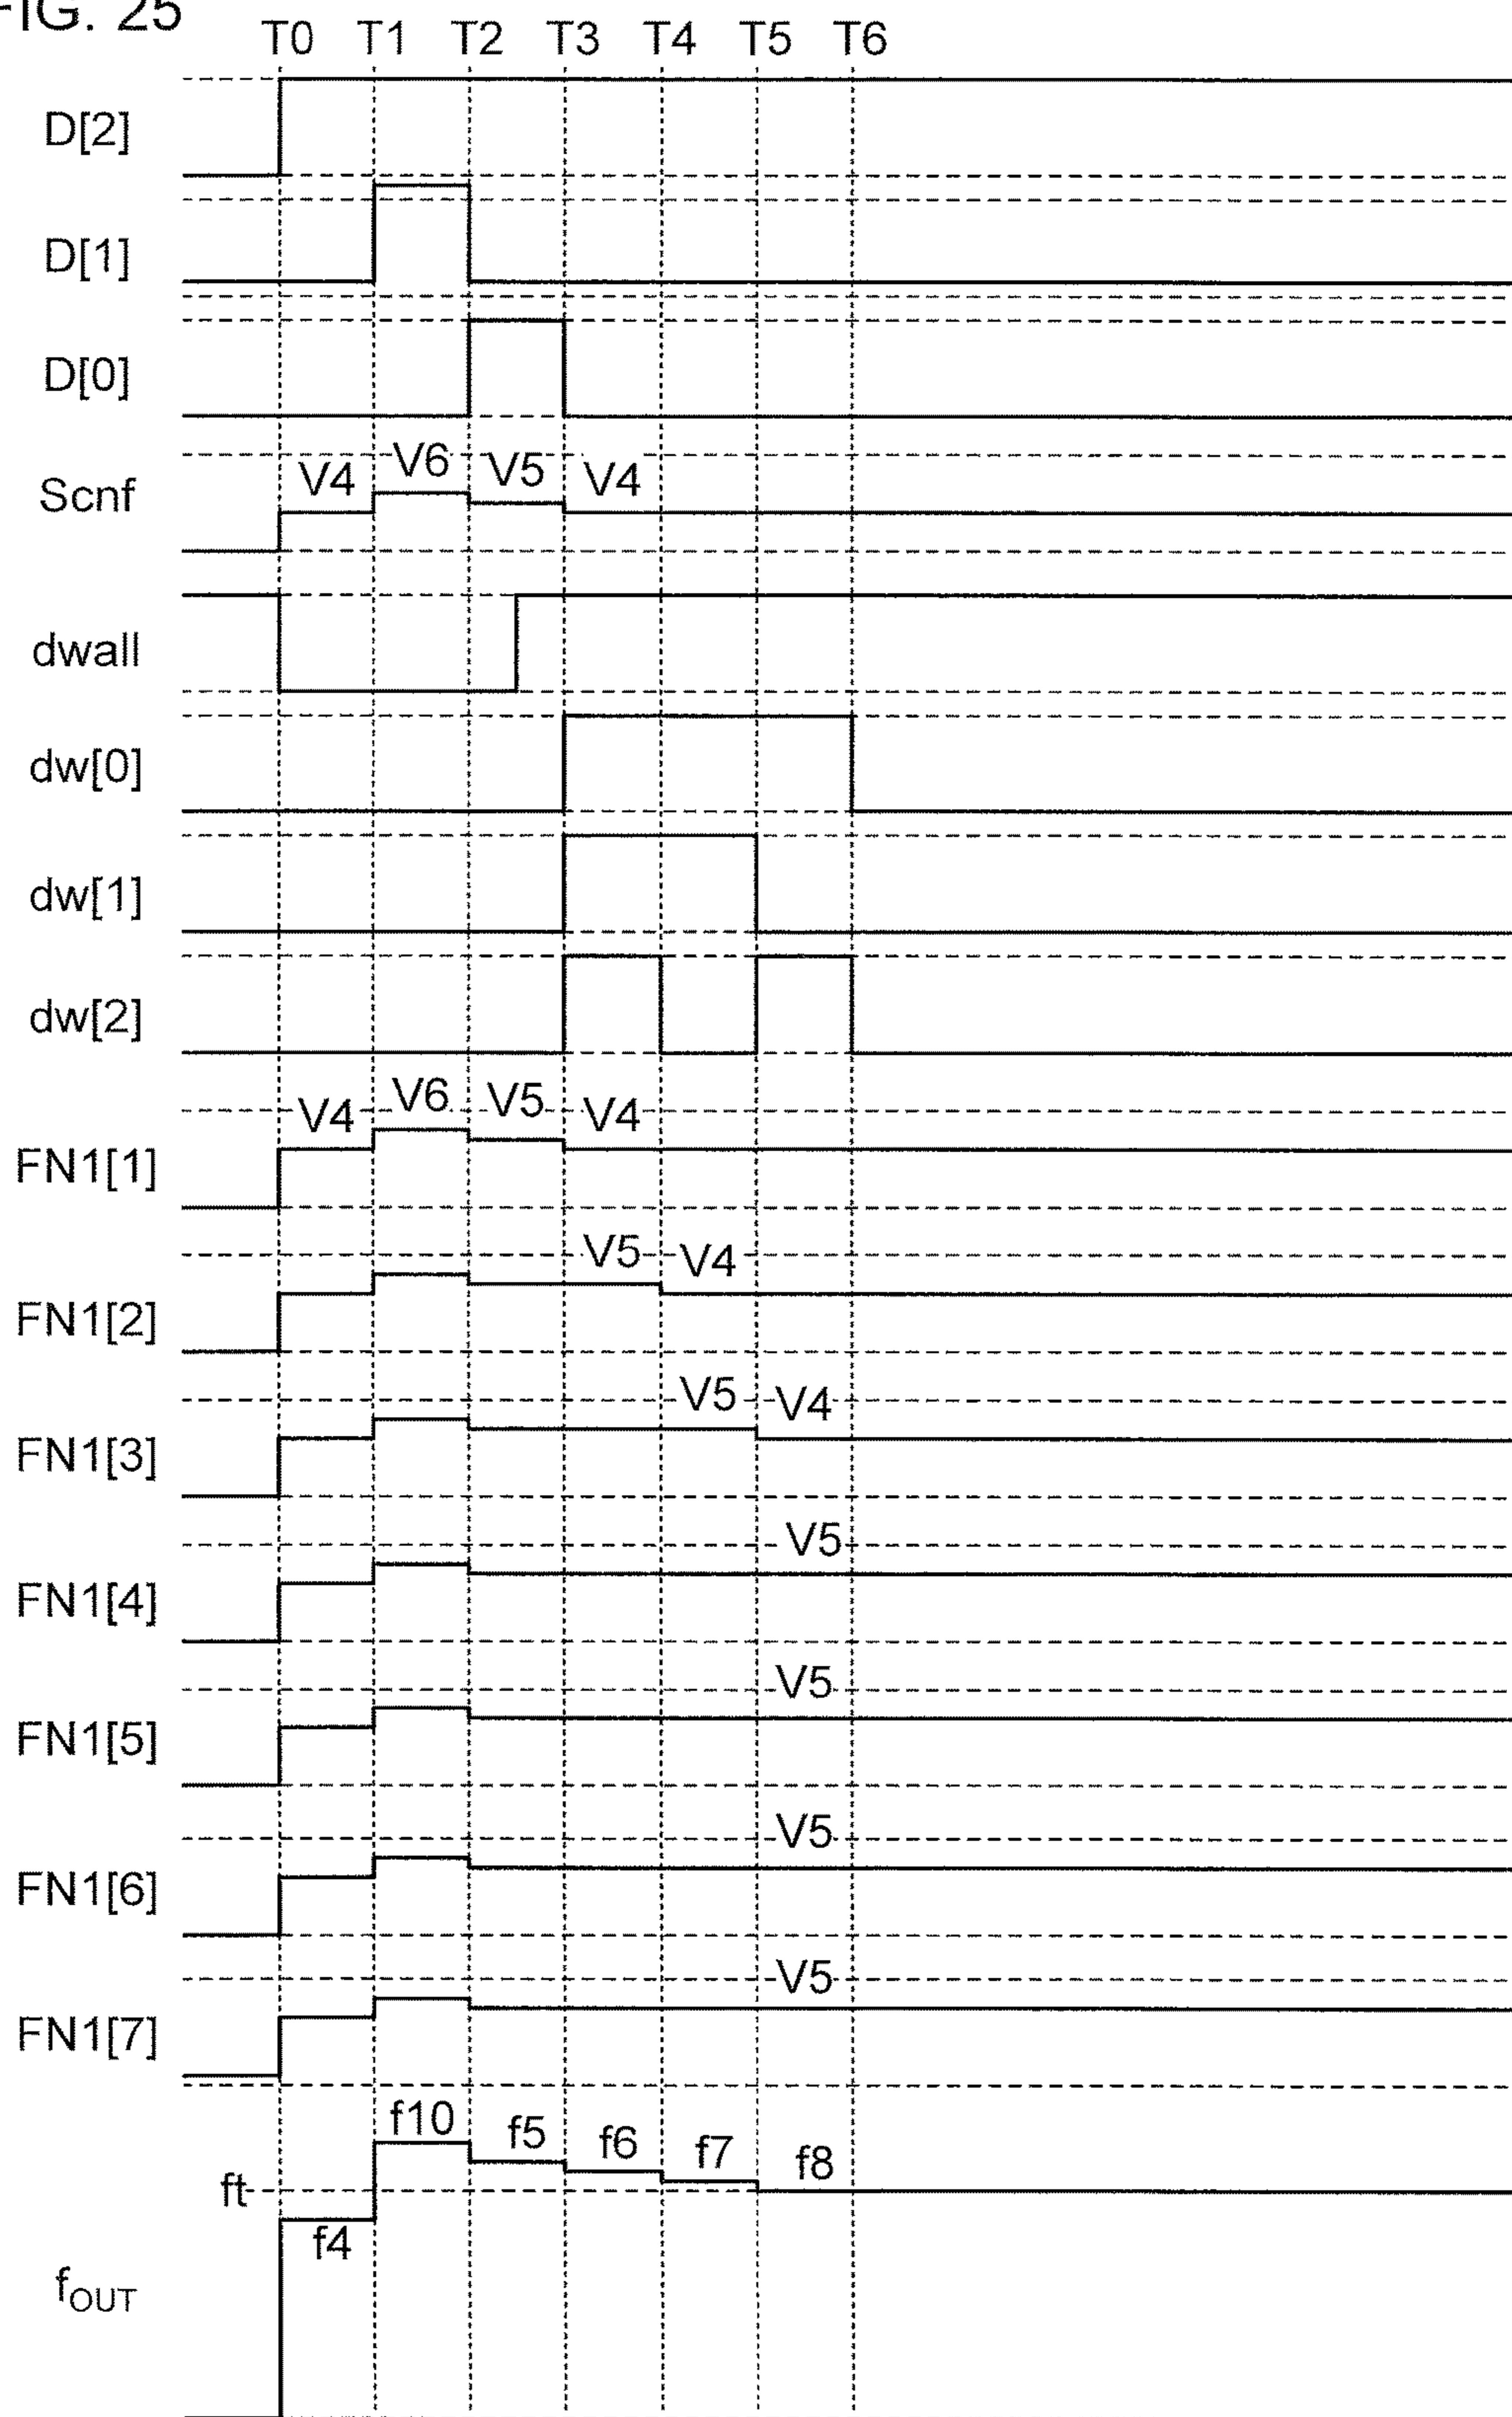 FIG. 25
T0 T1 T2 T3 T4 T5 T6
D[2]
D[1]
D[0]
Scnf V4 V6 V5 V4
dwall
dw[0]
dw[1]
dw[2]
FN1[1] V4 V6 V5 V4
FN1[2] V5 V4
FN1[3] V5 V4
FN1[4] V5
FN1[5] V5
FN1[6] V5
FN1[7] V5
f10 f5 f6 f7 f8
ft
f4
fOUT